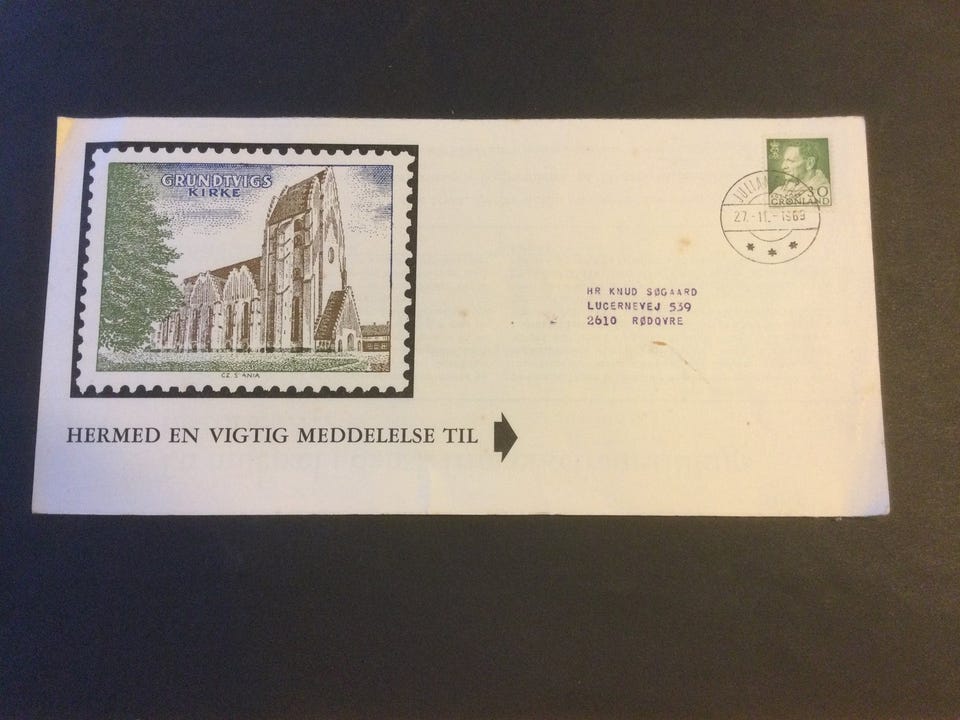 GRUNDTVIGS
KIRKE
CZ. S'ANIA
HERMED EN VIGTIG MEDDELELSE TIL
30
GRØNLAND
27.-11.-1969
HR KNUD SØGAARD
LUCERNEVEJ 539
2610 RØDOVRE